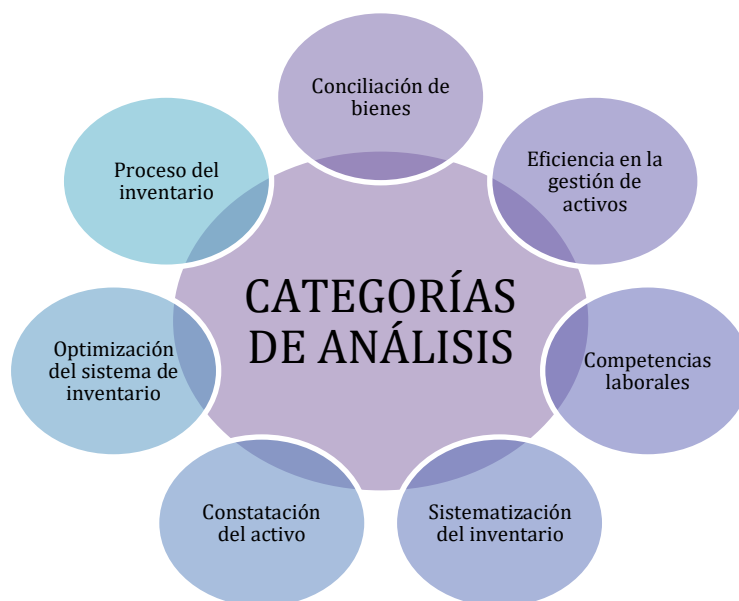 Conciliación de
bienes
Eficiencia en la
gestión de
activos
Competencias
laborales
Sistematización
del inventario
Constatación
del activo
Optimización
del sistema de
inventario
Proceso del
inventario
CATEGORÍAS
DE ANÁLISIS